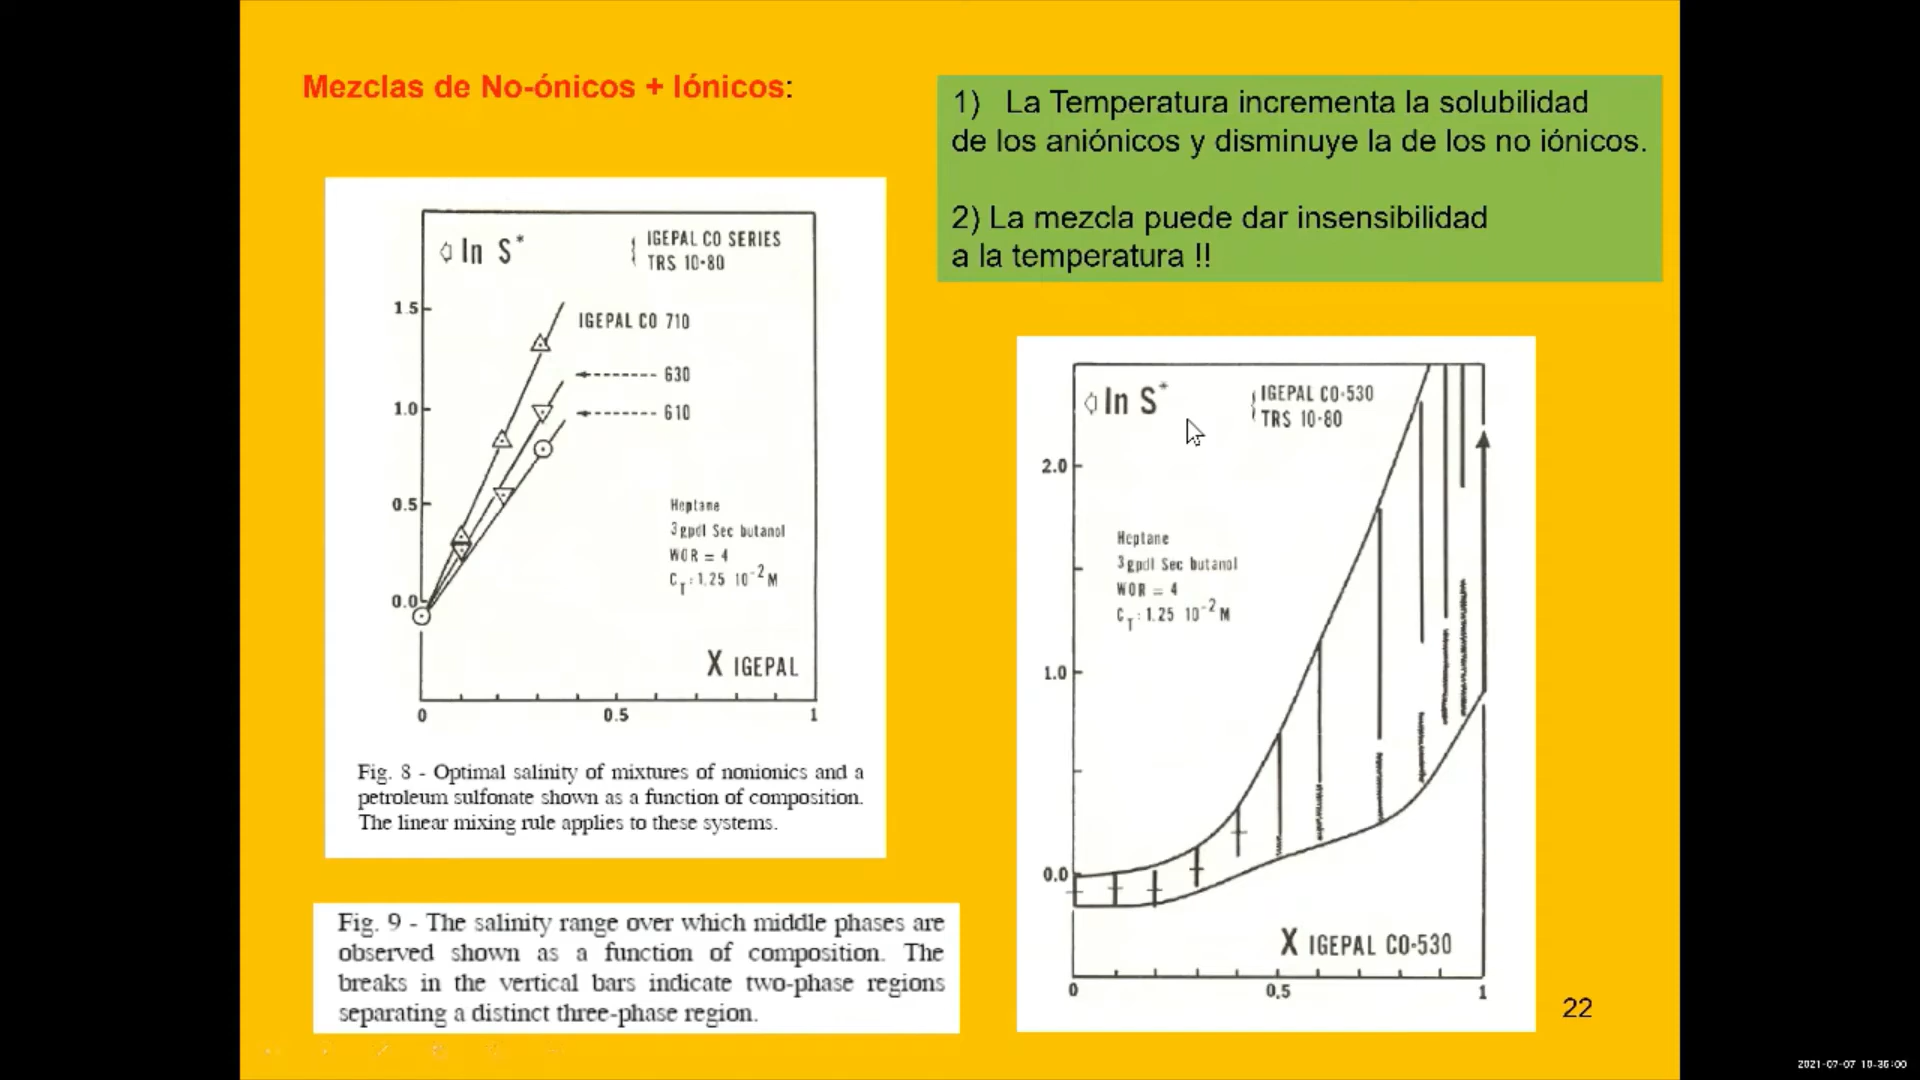 Mezclas de No-ónicos + Iónicos:
1) La Temperatura incrementa la solubilidad
de los aniónicos y disminuye la de los no iónicos.
2) La mezcla puede dar insensibilidad
a la temperatura !!
ln S*
IGEPAL CO SERIES
TRS 10-80
1.5
IGEPAL CO 710
630
1.0
610
0.5
Heptane
3gpdl Sec butanol
WOR = 4
CT: 1.25 10-2 M
0.0
X IGEPAL
0
0.5
1
Fig. 8 - Optimal salinity of mixtures of nonionics and a
petroleum sulfonate shown as a function of composition.
The linear mixing rule applies to these systems.
Fig. 9 - The salinity range over which middle phases are
observed shown as a function of composition. The
breaks in the vertical bars indicate two-phase regions
separating a distinct three-phase region.
ln S*
IGEPAL CO-530
TRS 10-80
2.0
Heptane
3gpdl Sec butanol
WOR = 4
CT: 1.25 10-2 M
1.0
0.0
X IGEPAL CO-530
0
0.5
1
22
2021-07-07 10:36:00